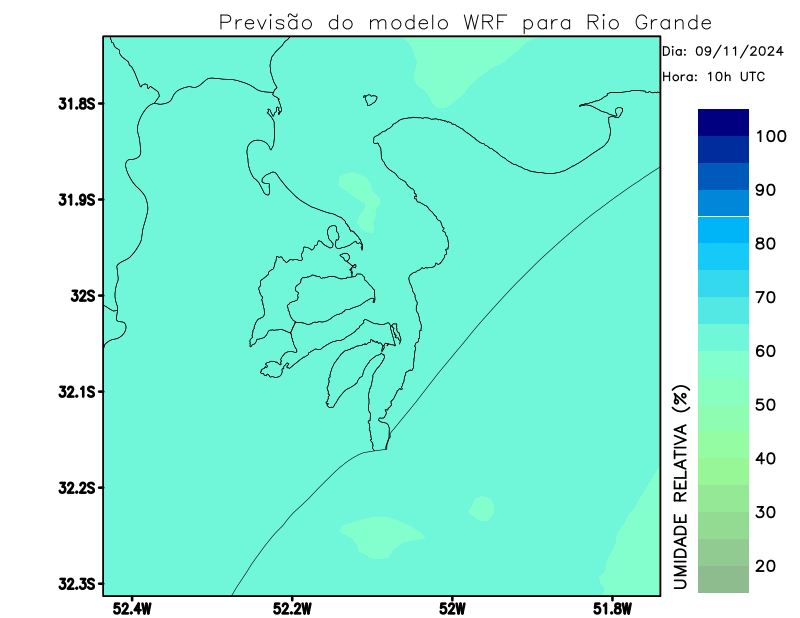 Previsão do modelo WRF para Rio Grande
Dia: 09/11/2024
Hora: 10h UTC
31.8S
31.9S
32S
32.1S
32.2S
32.3S
52.4W
52.2W
52W
51.8W
100
90
80
70
60
50
40
30
20
UMIDADE RELATIVA (%)